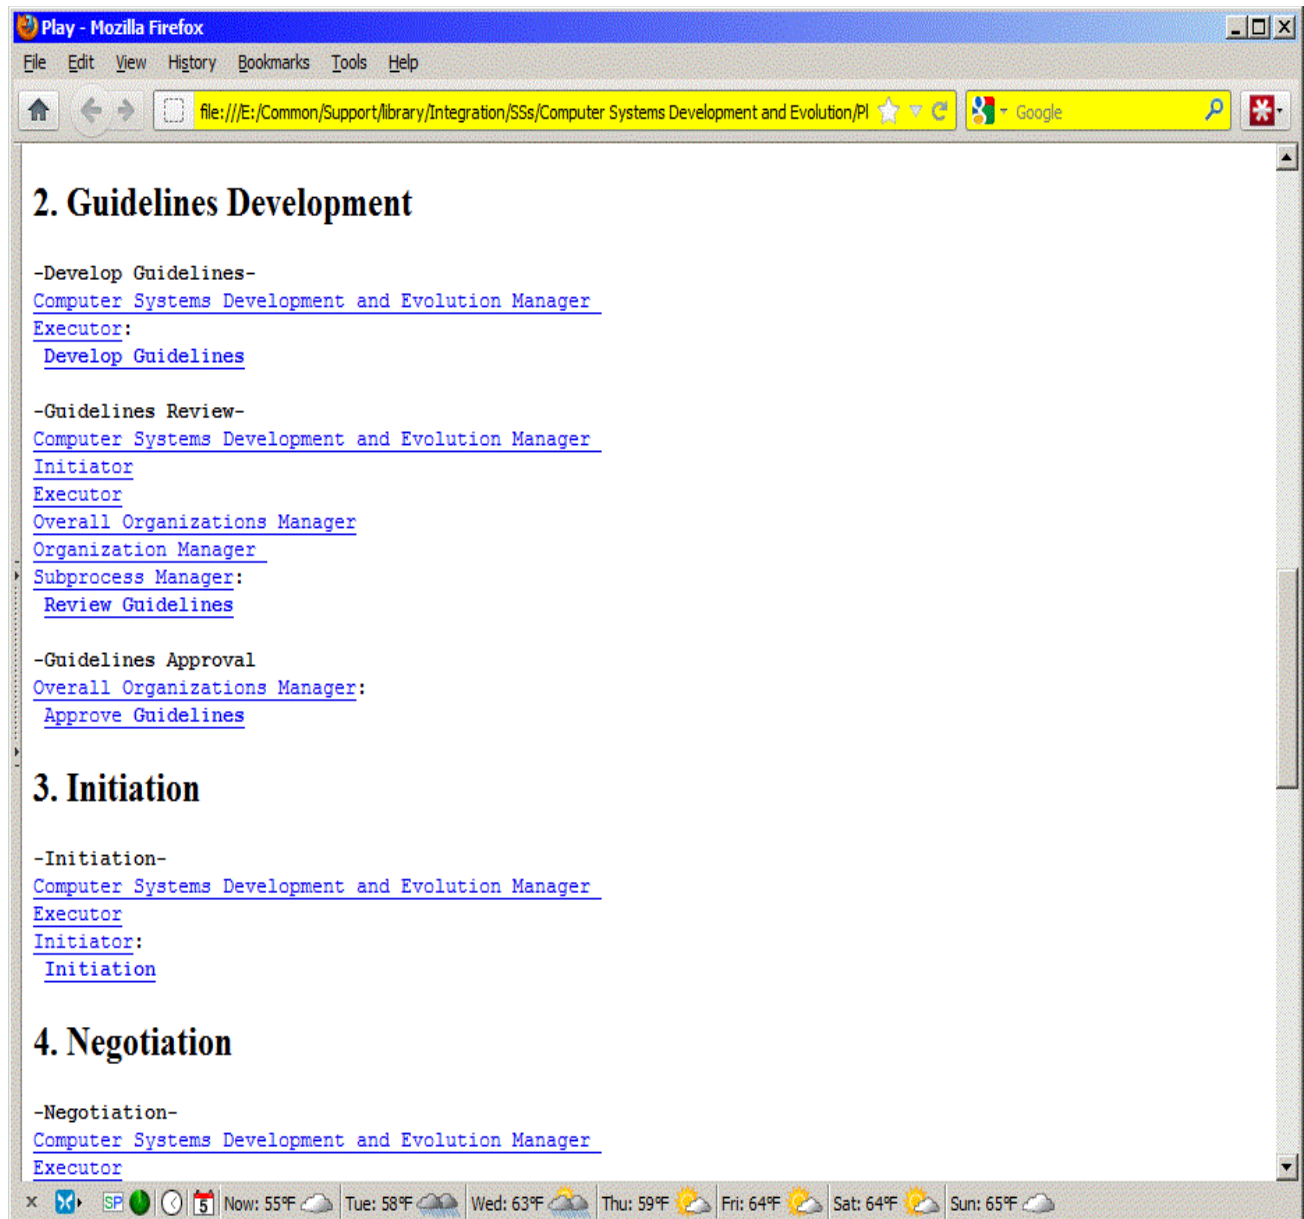 Play - Mozilla Firefox
File Edit View History Bookmarks Tools Help
file:///E:/Common/Support/library/Integration/SSs/Computer Systems Development and Evolution/Pl Google
2. Guidelines Development
-Develop Guidelines-
Computer Systems Development and Evolution Manager
Executor:
Develop Guidelines
-Guidelines Review-
Computer Systems Development and Evolution Manager
Initiator
Executor
Overall Organizations Manager
Organization Manager
Subprocess Manager:
Review Guidelines
-Guidelines Approval
Overall Organizations Manager:
Approve Guidelines
3. Initiation
-Initiation-
Computer Systems Development and Evolution Manager
Executor
Initiator:
Initiation
4. Negotiation
-Negotiation-
Computer Systems Development and Evolution Manager
Executor
SP 5 Now: 55°F Tue: 58°F Wed: 63°F Thu: 59°F Fri: 64°F Sat: 64°F Sun: 65°F